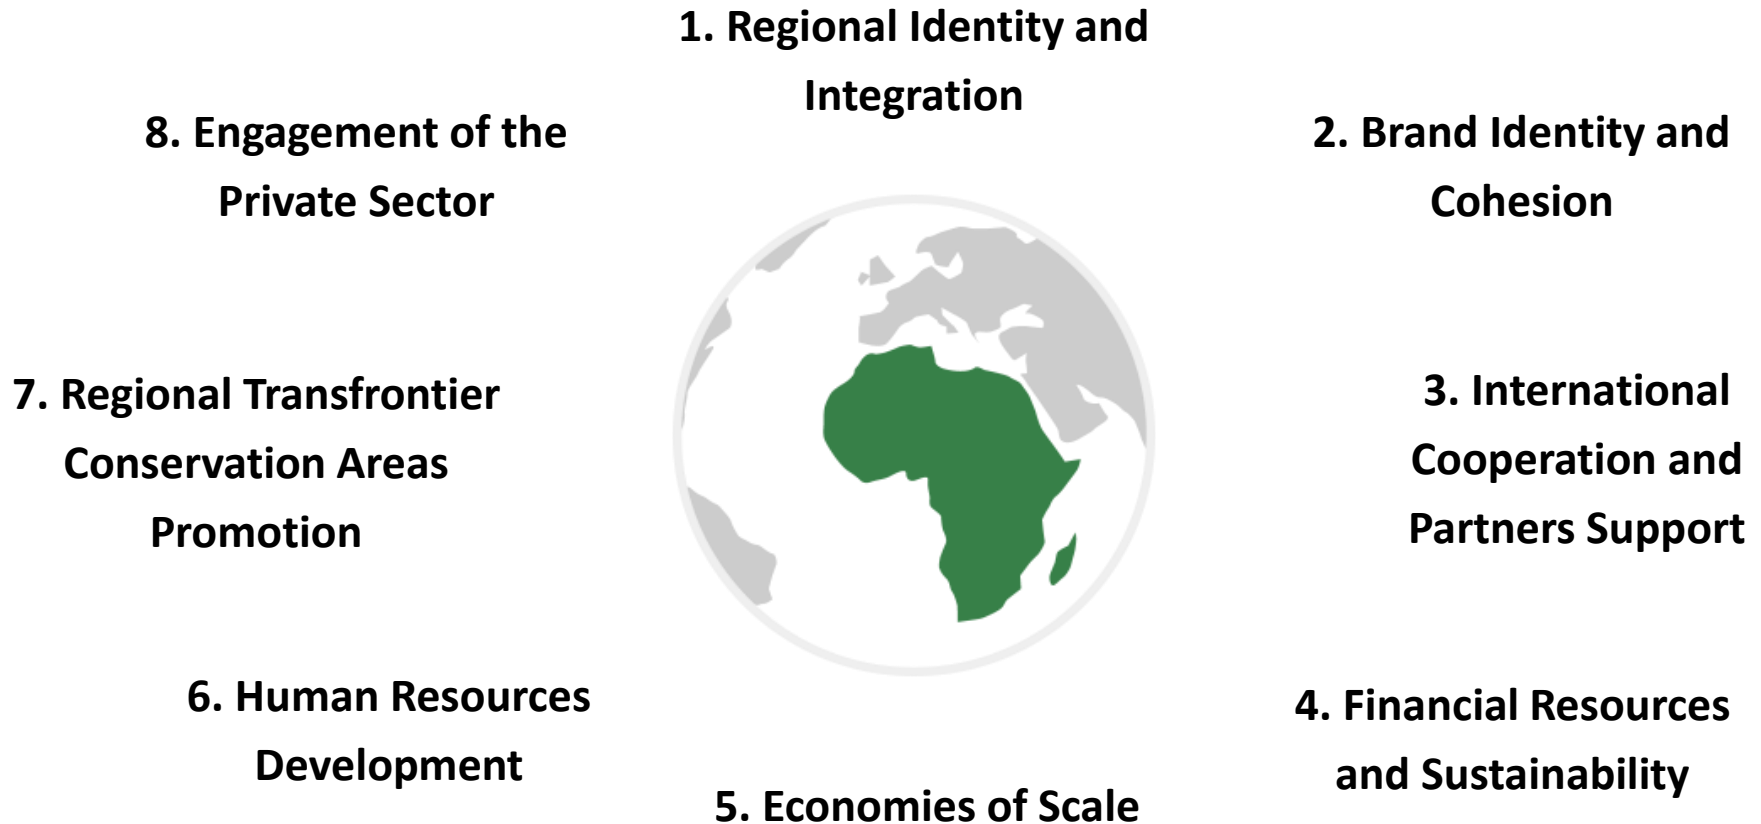 1. Regional Identity and
Integration
2. Brand Identity and
Cohesion
3. International
Cooperation and
Partners Support
4. Financial Resources
and Sustainability
5. Economies of Scale
6. Human Resources
Development
7. Regional Transfrontier
Conservation Areas
Promotion
8. Engagement of the
Private Sector